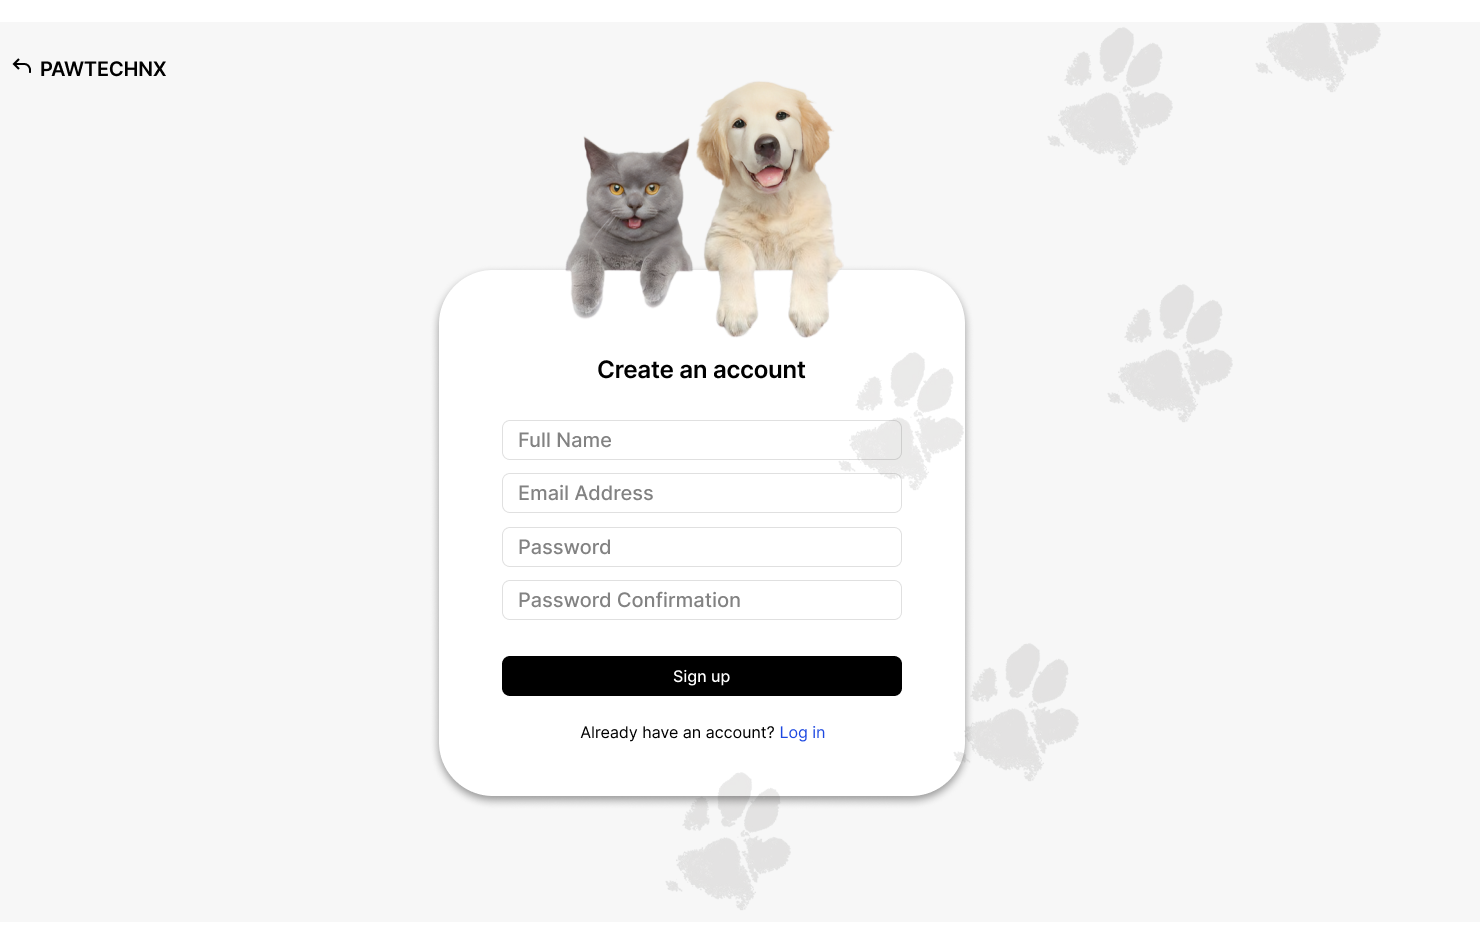 PAWTECHNX
Create an account
Full Name
Email Address
Password
Password Confirmation
Sign up
Already have an account? Log in